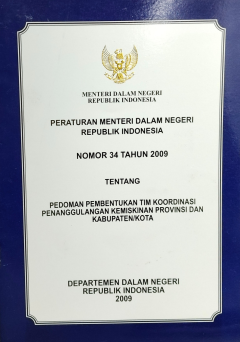 MENTERI DALAM NEGERI
REPUBLIK INDONESIA
PERATURAN MENTERI DALAM NEGERI
REPUBLIK INDONESIA
NOMOR 34 TAHUN 2009
TENTANG
PEDOMAN PEMBENTUKAN TIM KOORDINASI
PENANGGULANGAN KEMISKINAN PROVINSI DAN
KABUPATEN/KOTA
DEPARTEMEN DALAM NEGERI
REPUBLIK INDONESIA
2009